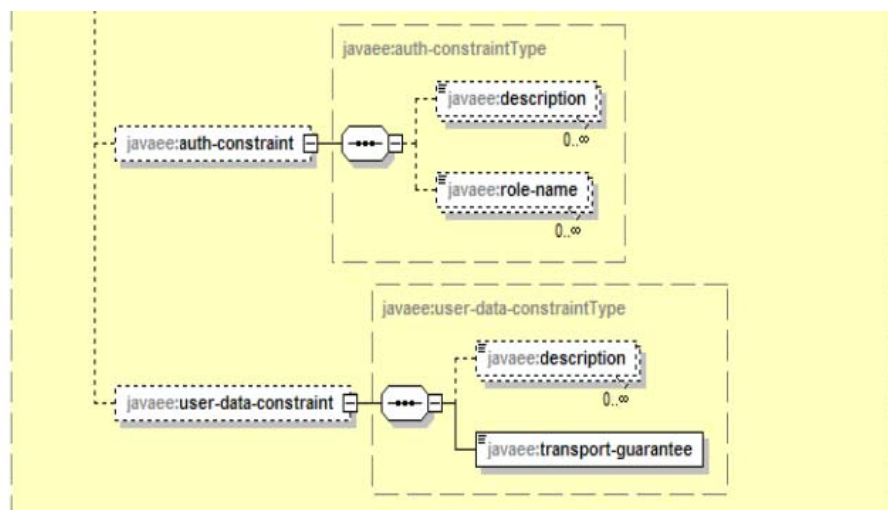 javaee:auth-constraintType
javaee:description
0..∞
javaee:auth-constraint
javaee:role-name
0..∞
javaee:user-data-constraintType
javaee:description
0..∞
javaee:user-data-constraint
javaee:transport-guarantee